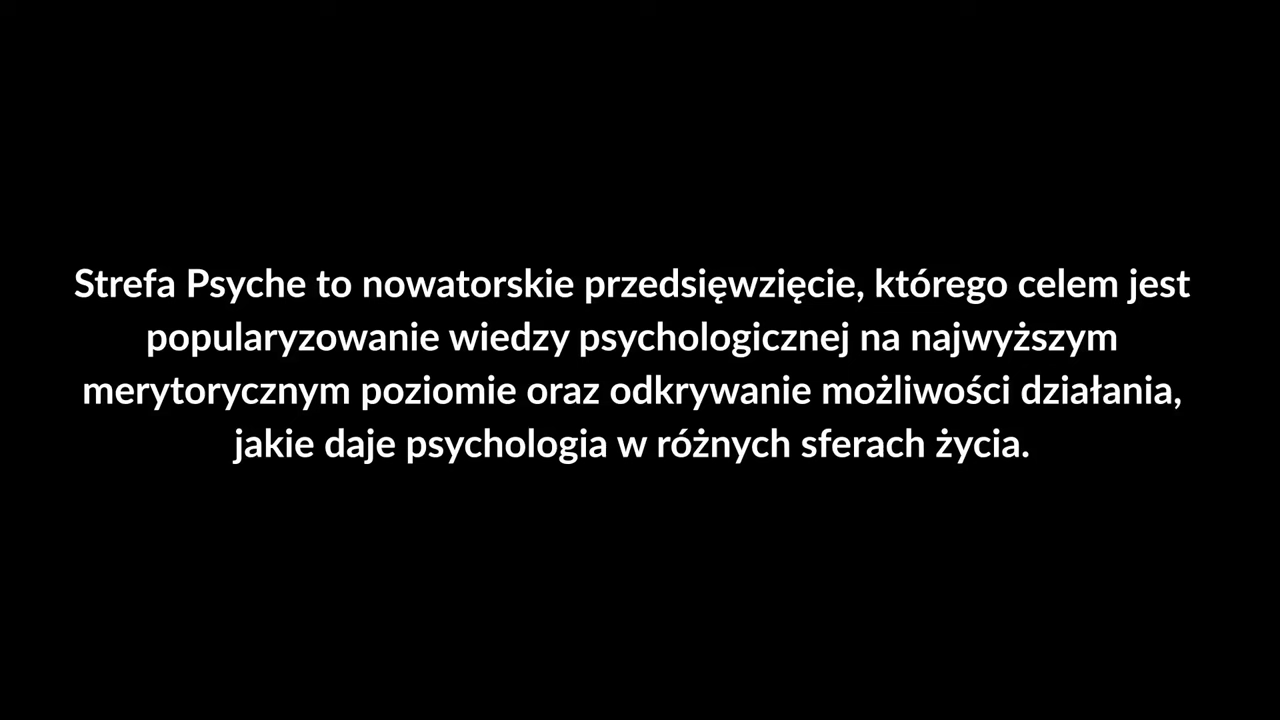 Strefa Psyche to nowatorskie przedsięwzięcie, którego celem jest
popularyzowanie wiedzy psychologicznej na najwyższym
merytorycznym poziomie oraz odkrywanie możliwości działania,
jakie daje psychologia w różnych sferach życia.